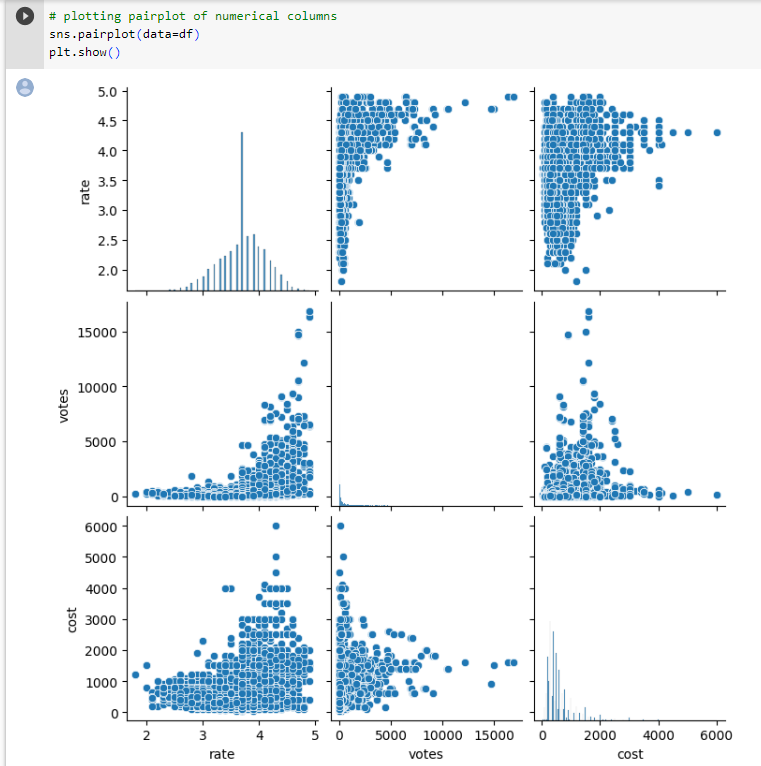 # plotting pairplot of numerical columns
sns.pairplot(data=df)
plt.show()
5.0
4.5
4.0
3.5
3.0
2.5
2.0
rate
15000
10000
5000
0
votes
6000
5000
4000
3000
2000
1000
0
cost
2 3 4 5 0 5000 10000 15000 0 2000 4000 6000
rate votes cost